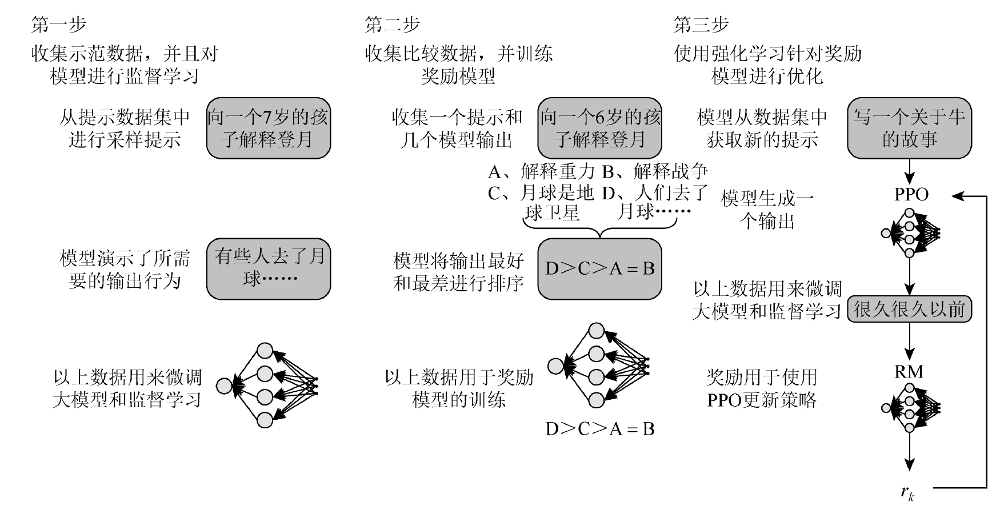 第一步
收集示范数据，并且对
模型进行监督学习
从提示数据集中
进行采样提示
向一个7岁的孩
子解释登月
模型演示了所需
要的输出行为
有些人去了月
球……
以上数据用来微调
大模型和监督学习
第二步
收集比较数据，并训练
奖励模型
收集一个提示和
几个模型输出
向一个6岁的孩
子解释登月
A、解释重力 B、解释战争
C、月球是地 D、人们去了
球卫星 月球……
模型将输出最好
和最差进行排序
D＞C＞A = B
以上数据用于奖励
模型的训练
D＞C＞A = B
第三步
使用强化学习针对奖励
模型进行优化
模型从数据集中
获取新的提示
写一个关于牛
的故事
模型生成一
个输出
PPO
以上数据用来微调
大模型和监督学习
很久很久以前
RM
奖励用于使用
PPO更新策略
rk